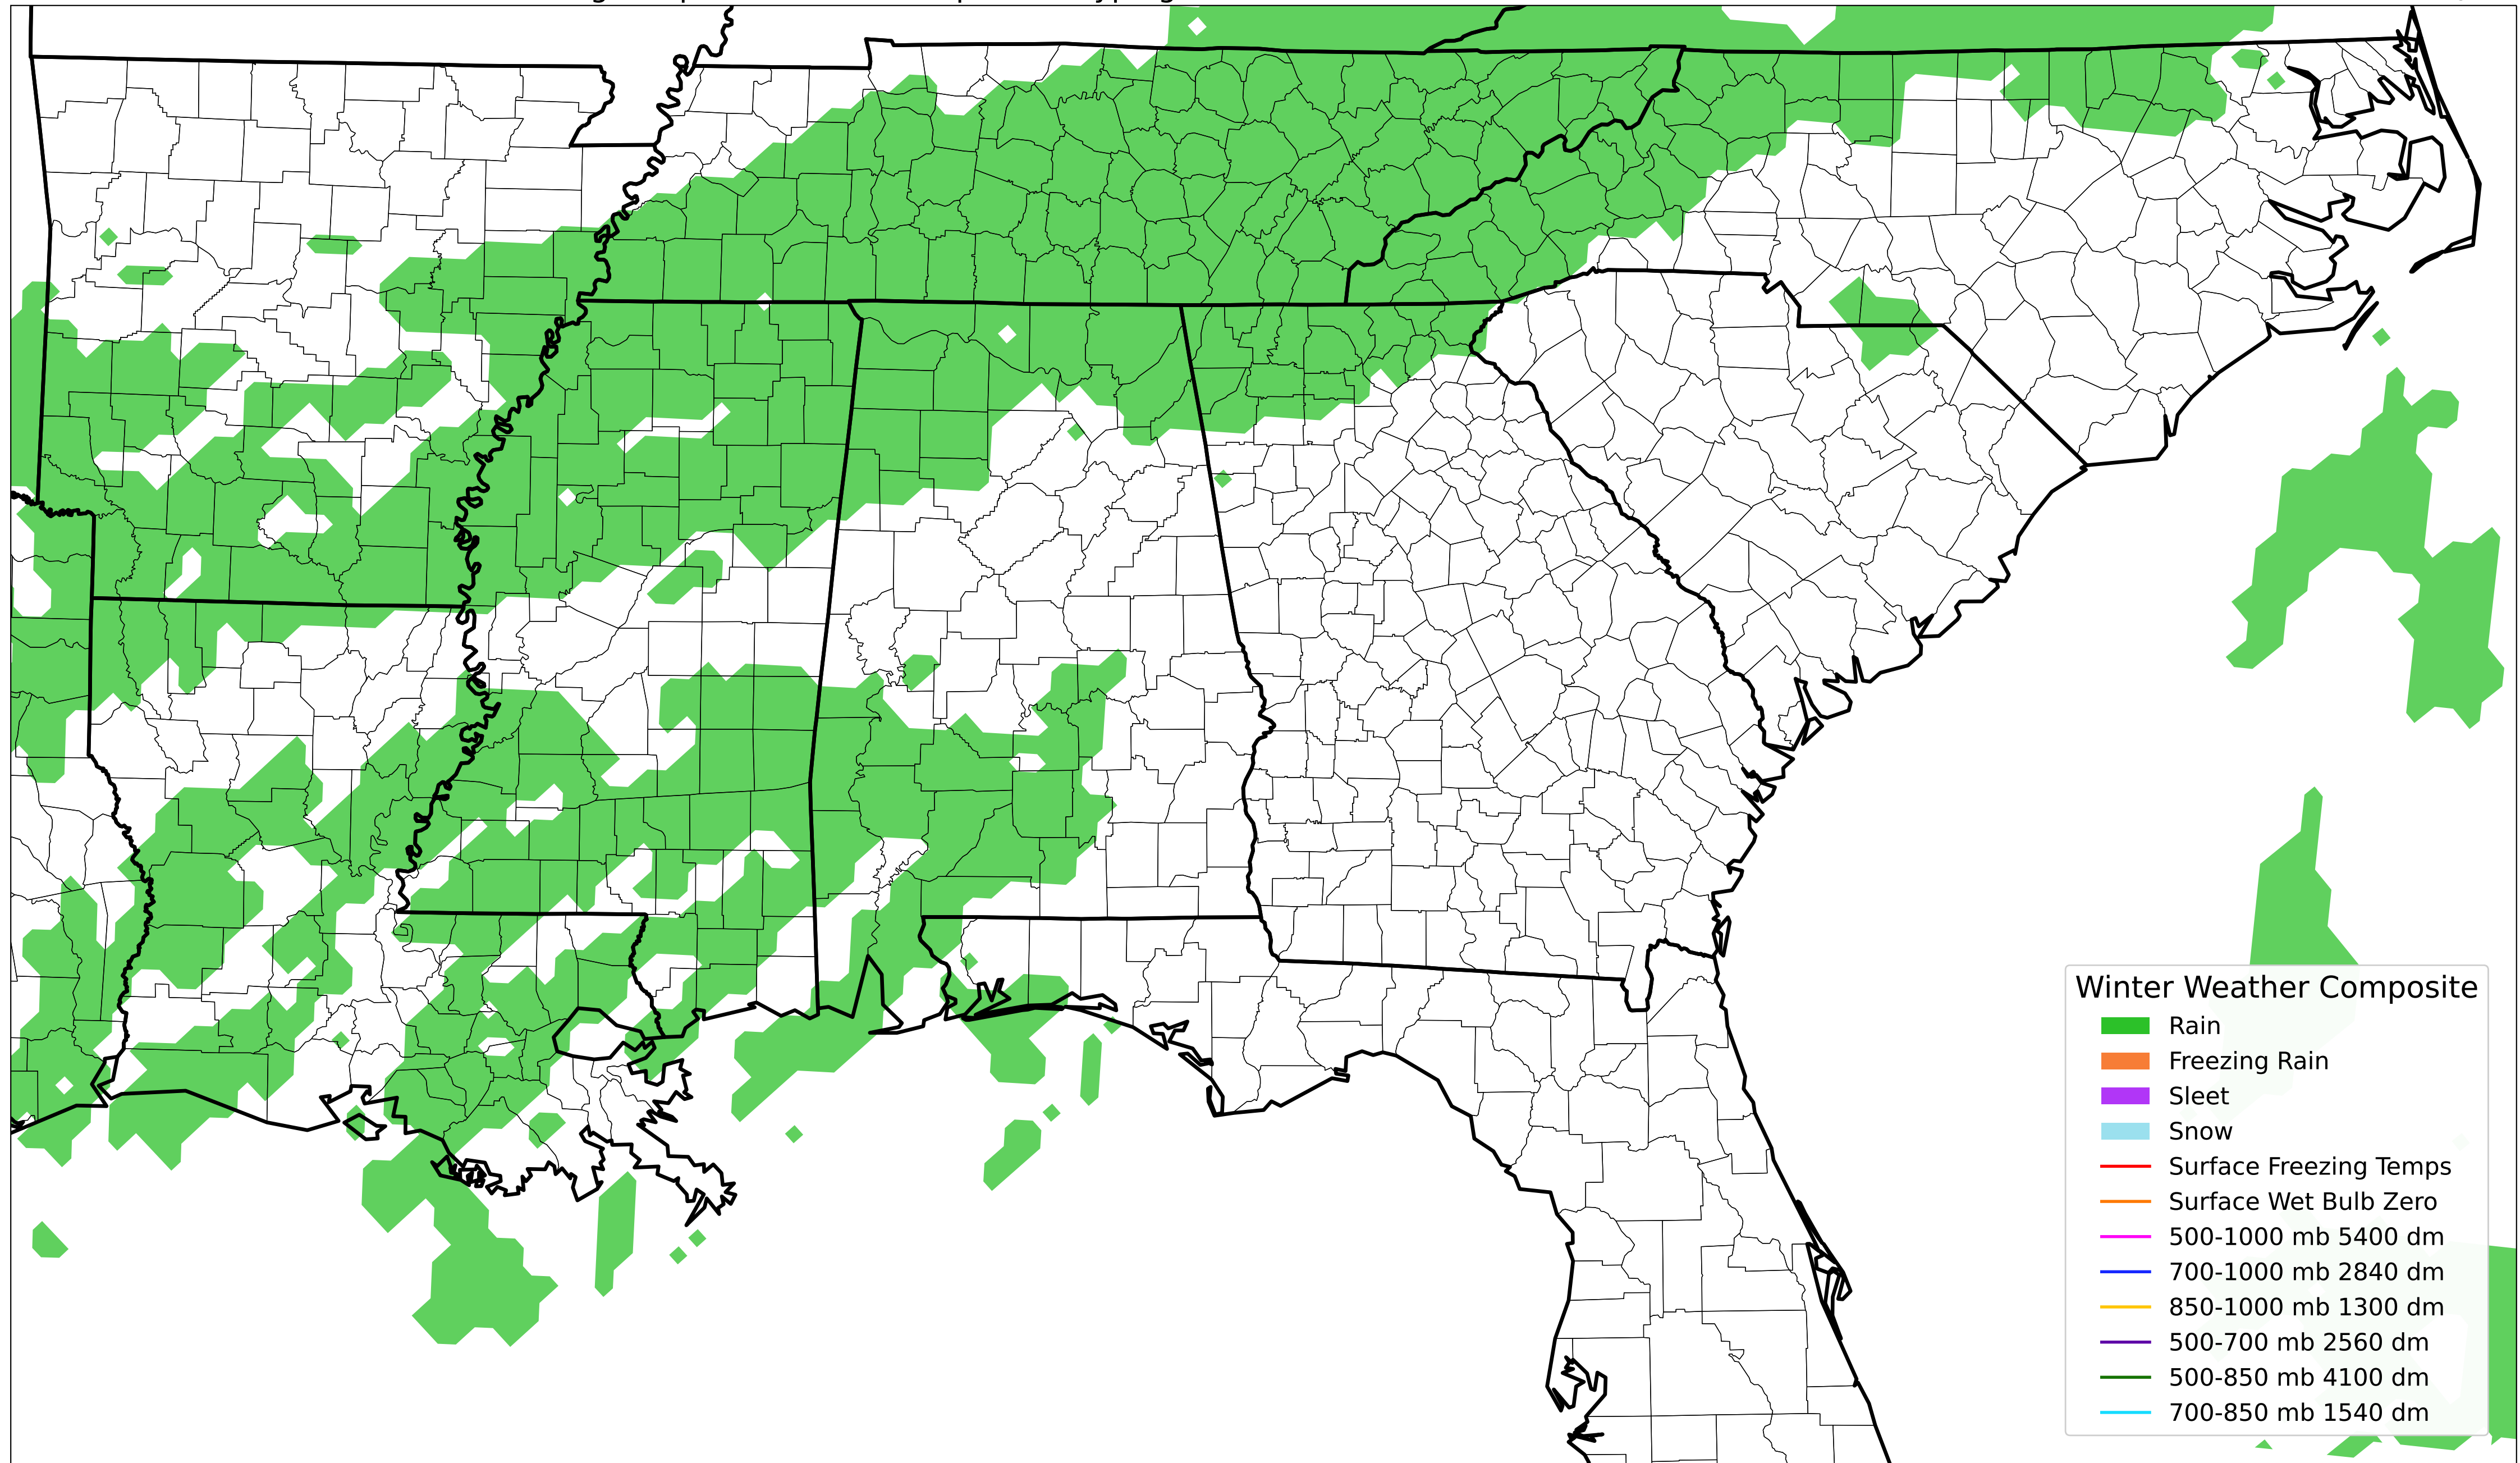 Winter Weather Composite
Rain
Freezing Rain
Sleet
Snow
Surface Freezing Temps
Surface Wet Bulb Zero
500-1000 mb 5400 dm
700-1000 mb 2840 dm
850-1000 mb 1300 dm
500-700 mb 2560 dm
500-850 mb 4100 dm
700-850 mb 1540 dm